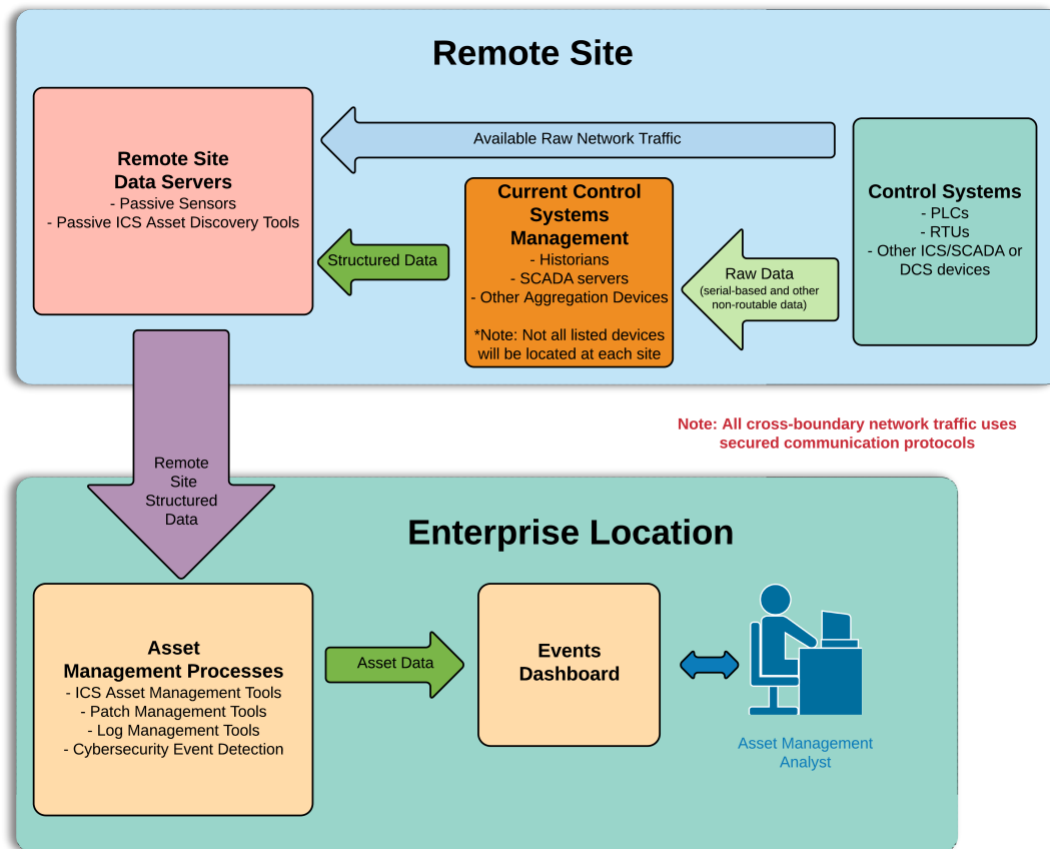 Remote Site
Remote Site
Data Servers
- Passive Sensors
- Passive ICS Asset Discovery Tools
Available Raw Network Traffic
Structured Data
Current Control
Systems
Management
- Historians
- SCADA servers
- Other Aggregation Devices
*Note: Not all listed devices
will be located at each site
Raw Data
(serial-based and other
non-routable data)
Control Systems
- PLCs
- RTUs
- Other ICS/SCADA or
DCS devices
Note: All cross-boundary network traffic uses
secured communication protocols
Remote
Site
Structured
Data
Enterprise Location
Asset
Management Processes
- ICS Asset Management Tools
- Patch Management Tools
- Log Management Tools
- Cybersecurity Event Detection
Asset Data
Events
Dashboard
Asset Management
Analyst